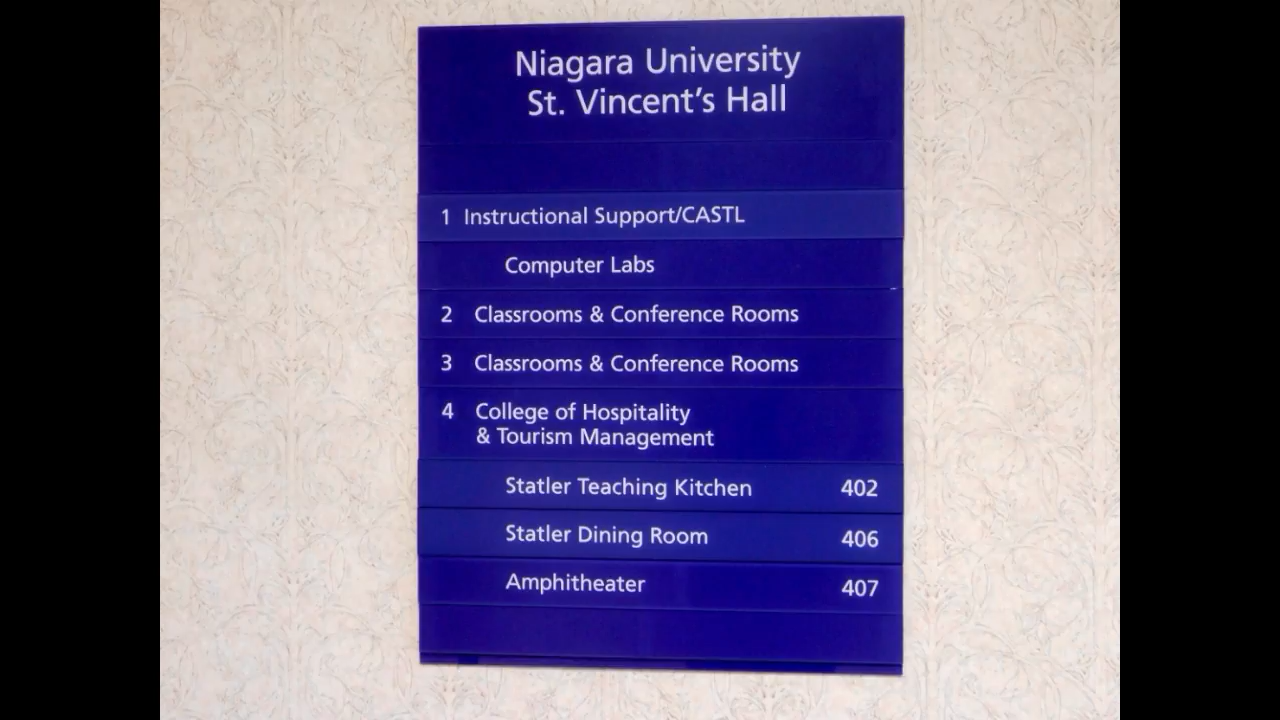 Niagara University
St. Vincent's Hall
1 Instructional Support/CASTL
Computer Labs
2 Classrooms & Conference Rooms
3 Classrooms & Conference Rooms
4 College of Hospitality
& Tourism Management
Statler Teaching Kitchen 402
Statler Dining Room 406
Amphitheater 407